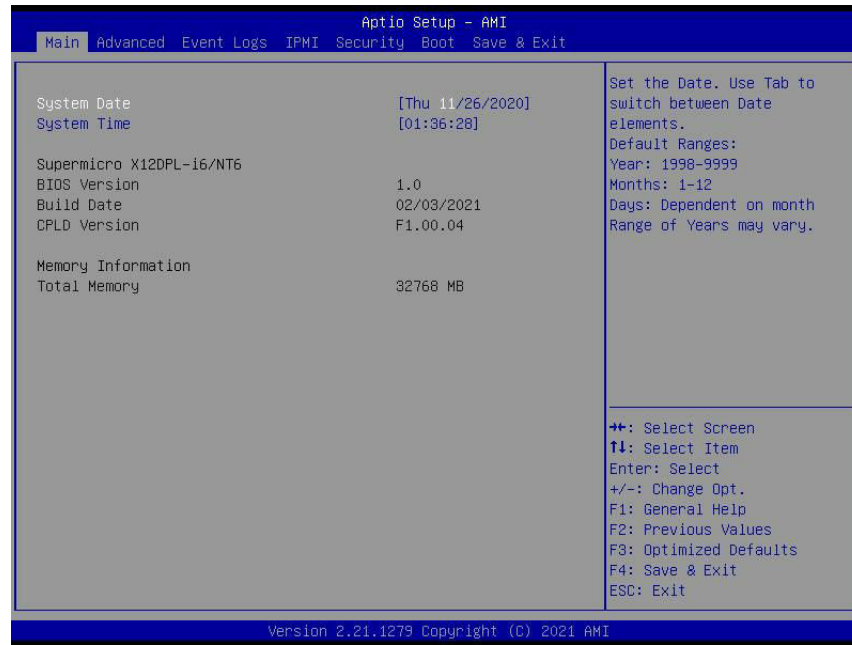 Aptio Setup - AMI
Main Advanced Event Logs IPMI Security Boot Save & Exit
System Date [Thu 11/26/2020]
System Time [01:36:28]
Supermicro X12DPL-i6/NT6
BIOS Version 1.0
Build Date 02/03/2021
CPLD Version F1.00.04
Memory Information
Total Memory 32768 MB
Set the Date. Use Tab to
switch between Date
elements.
Default Ranges:
Year: 1998-9999
Months: 1-12
Days: Dependent on month
Range of Years may vary.
→←: Select Screen
↑↓: Select Item
Enter: Select
+/-: Change Opt.
F1: General Help
F2: Previous Values
F3: Optimized Defaults
F4: Save & Exit
ESC: Exit
Version 2.21.1279 Copyright (C) 2021 AMI